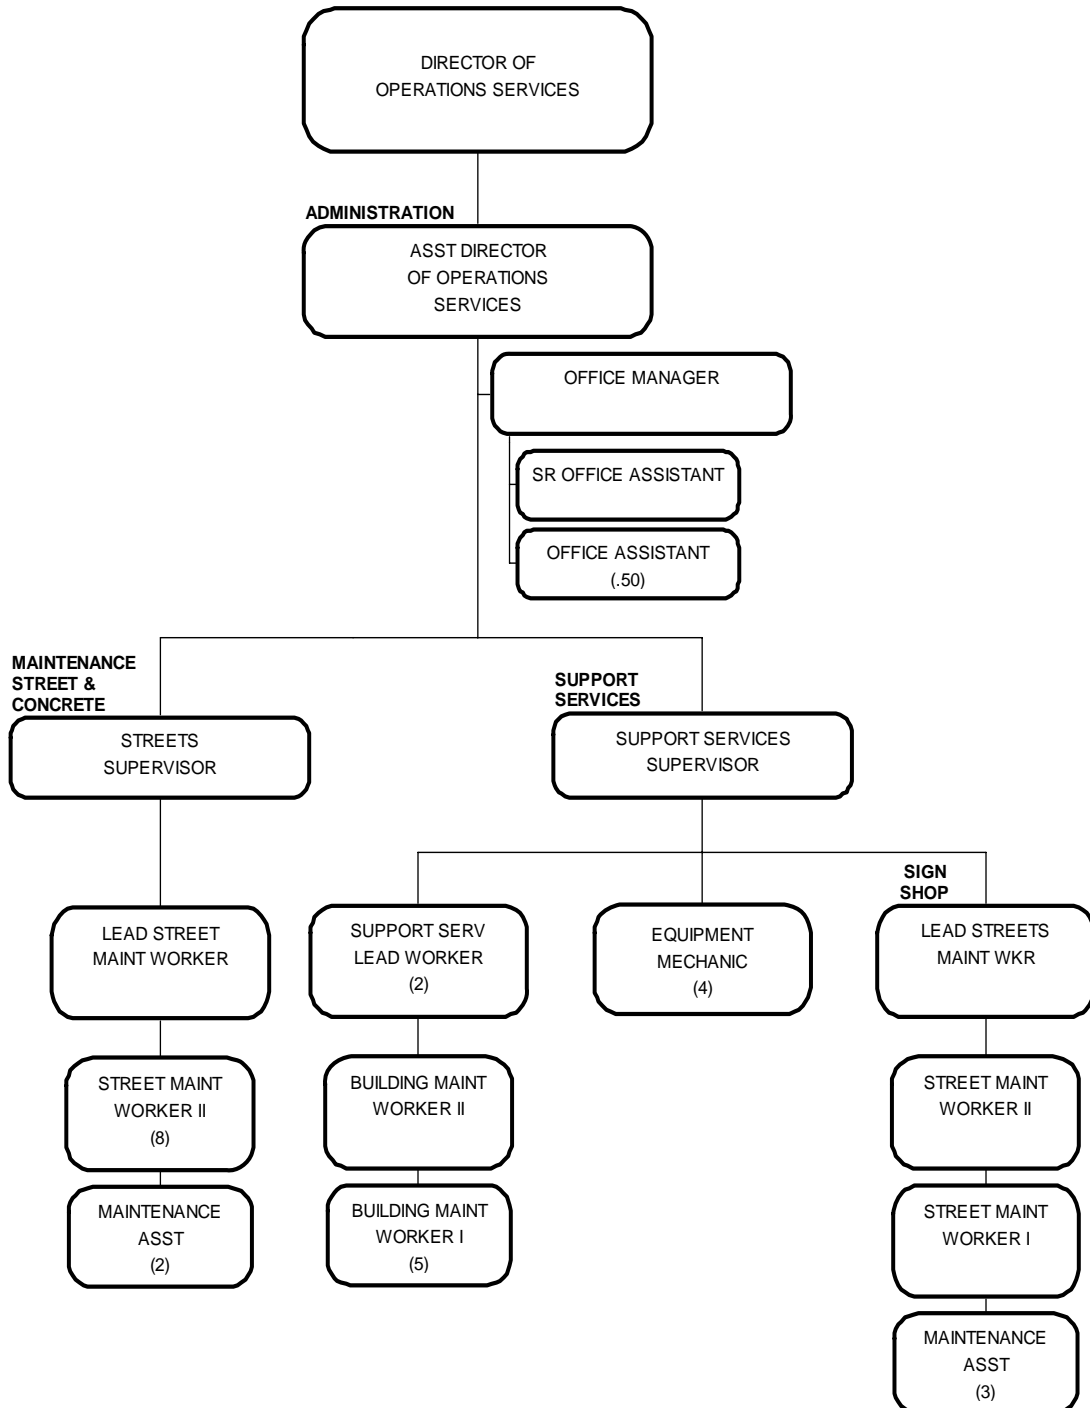 DIRECTOR OF
OPERATIONS SERVICES
ADMINISTRATION
ASST DIRECTOR
OF OPERATIONS
SERVICES
OFFICE MANAGER
SR OFFICE ASSISTANT
OFFICE ASSISTANT
(.50)
MAINTENANCE
STREET &
CONCRETE
STREETS
SUPERVISOR
SUPPORT
SERVICES
SUPPORT SERVICES
SUPERVISOR
LEAD STREET
MAINT WORKER
STREET MAINT
WORKER II
(8)
MAINTENANCE
ASST
(2)
SUPPORT SERV
LEAD WORKER
(2)
BUILDING MAINT
WORKER II
BUILDING MAINT
WORKER I
(5)
EQUIPMENT
MECHANIC
(4)
SIGN
SHOP
LEAD STREETS
MAINT WKR
STREET MAINT
WORKER II
STREET MAINT
WORKER I
MAINTENANCE
ASST
(3)